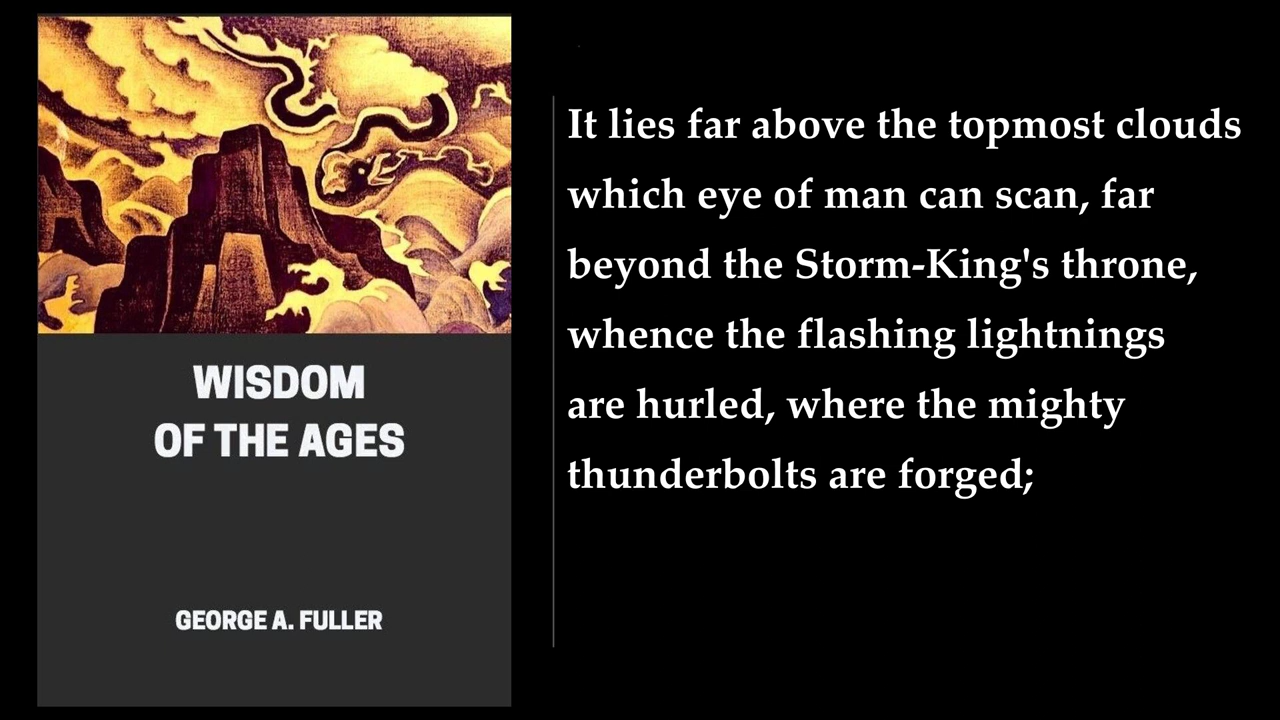 WISDOM
OF THE AGES
GEORGE A. FULLER
It lies far above the topmost clouds
which eye of man can scan, far
beyond the Storm-King's throne,
whence the flashing lightnings
are hurled, where the mighty
thunderbolts are forged;